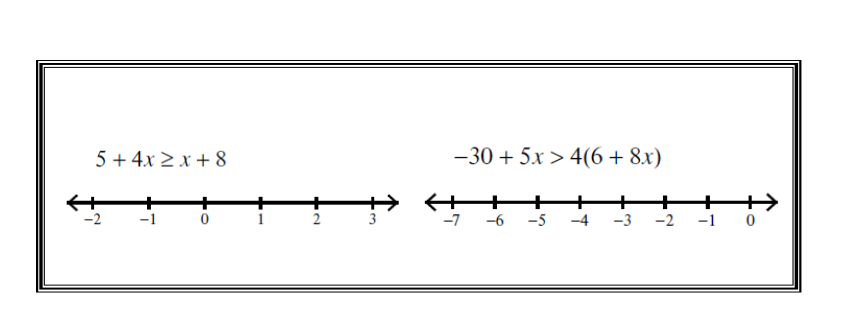 5 + 4x ≥ x + 8
−2 −1 0 1 2 3
−30 + 5x > 4(6 + 8x)
−7 −6 −5 −4 −3 −2 −1 0